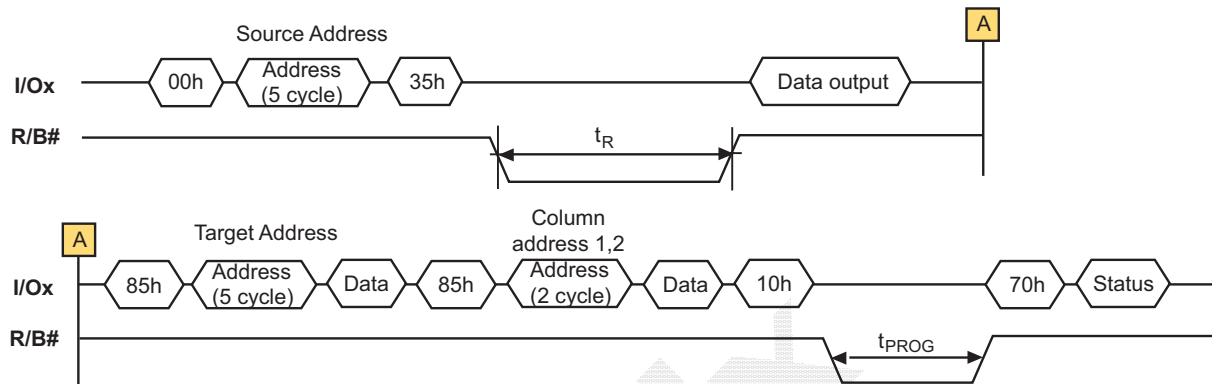 Source Address
A
I/Ox
00h
Address
(5 cycle)
35h
Data output
R/B#
tR
A
Target Address
Column
address 1,2
I/Ox
85h
Address
(5 cycle)
Data
85h
Address
(2 cycle)
Data
10h
70h
Status
R/B#
tPROG